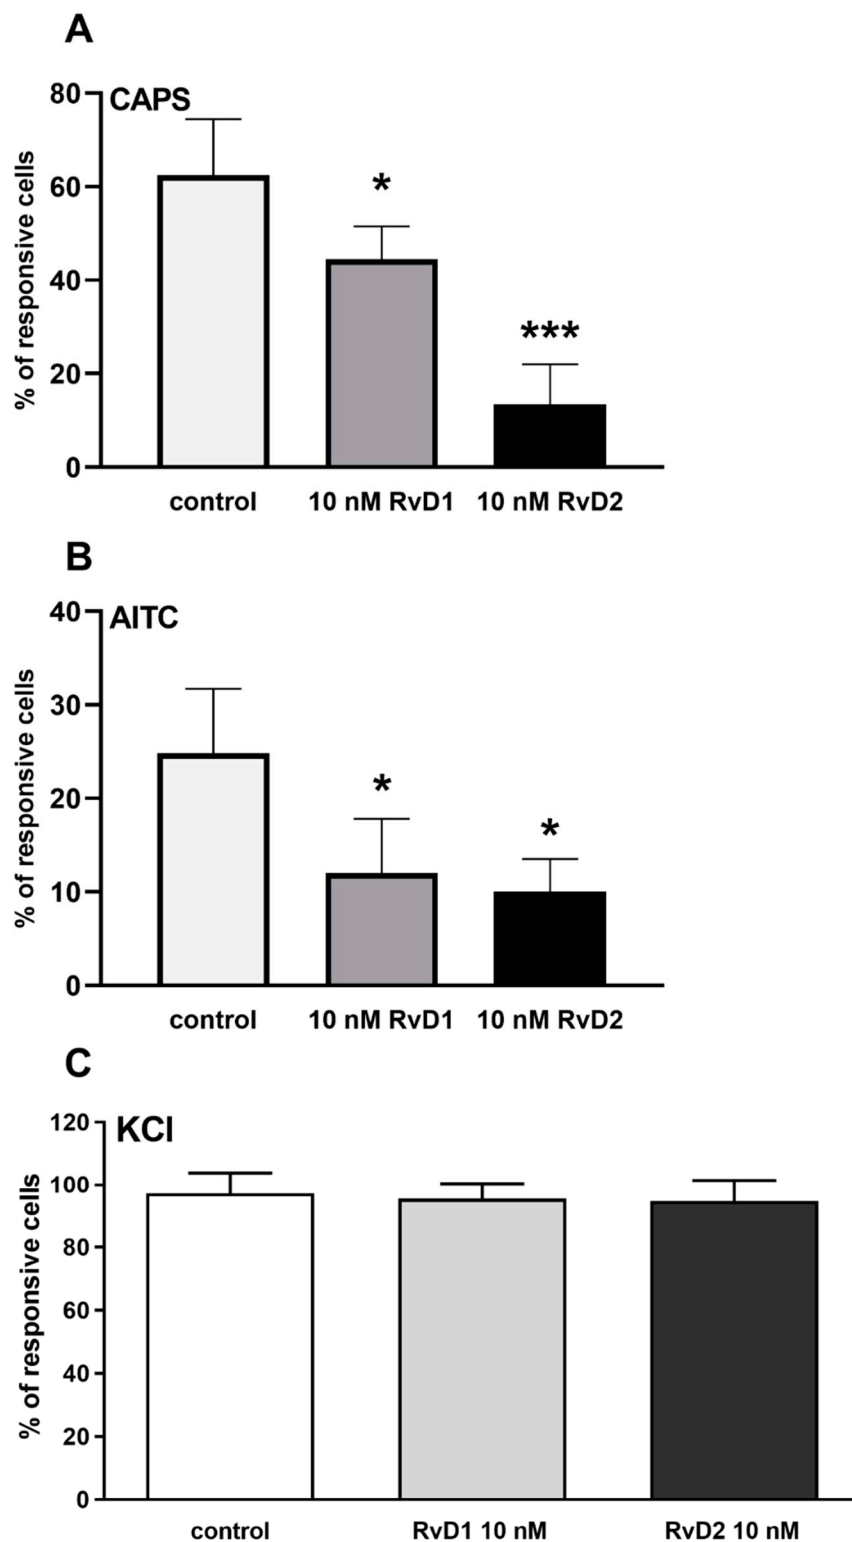 A
CAPS
% of responsive cells
80
60
40
20
0
*
***
control
10 nM RvD1
10 nM RvD2
B
AITC
% of responsive cells
40
30
20
10
0
*
*
control
10 nM RvD1
10 nM RvD2
C
KCl
% of responsive cells
120
100
80
60
40
20
0
control
RvD1 10 nM
RvD2 10 nM